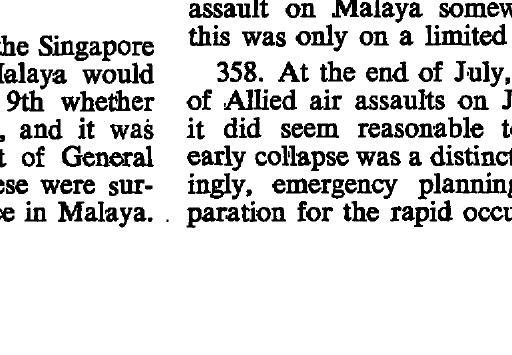 the Singapore
Malaya would
9th whether
, and it was
t of General
ese were sur-
e in Malaya.
assault on Malaya somew
this was only on a limited
358. At the end of July,
of Allied air assaults on J
it did seem reasonable t
early collapse was a distinct
ingly, emergency planning
paration for the rapid occu